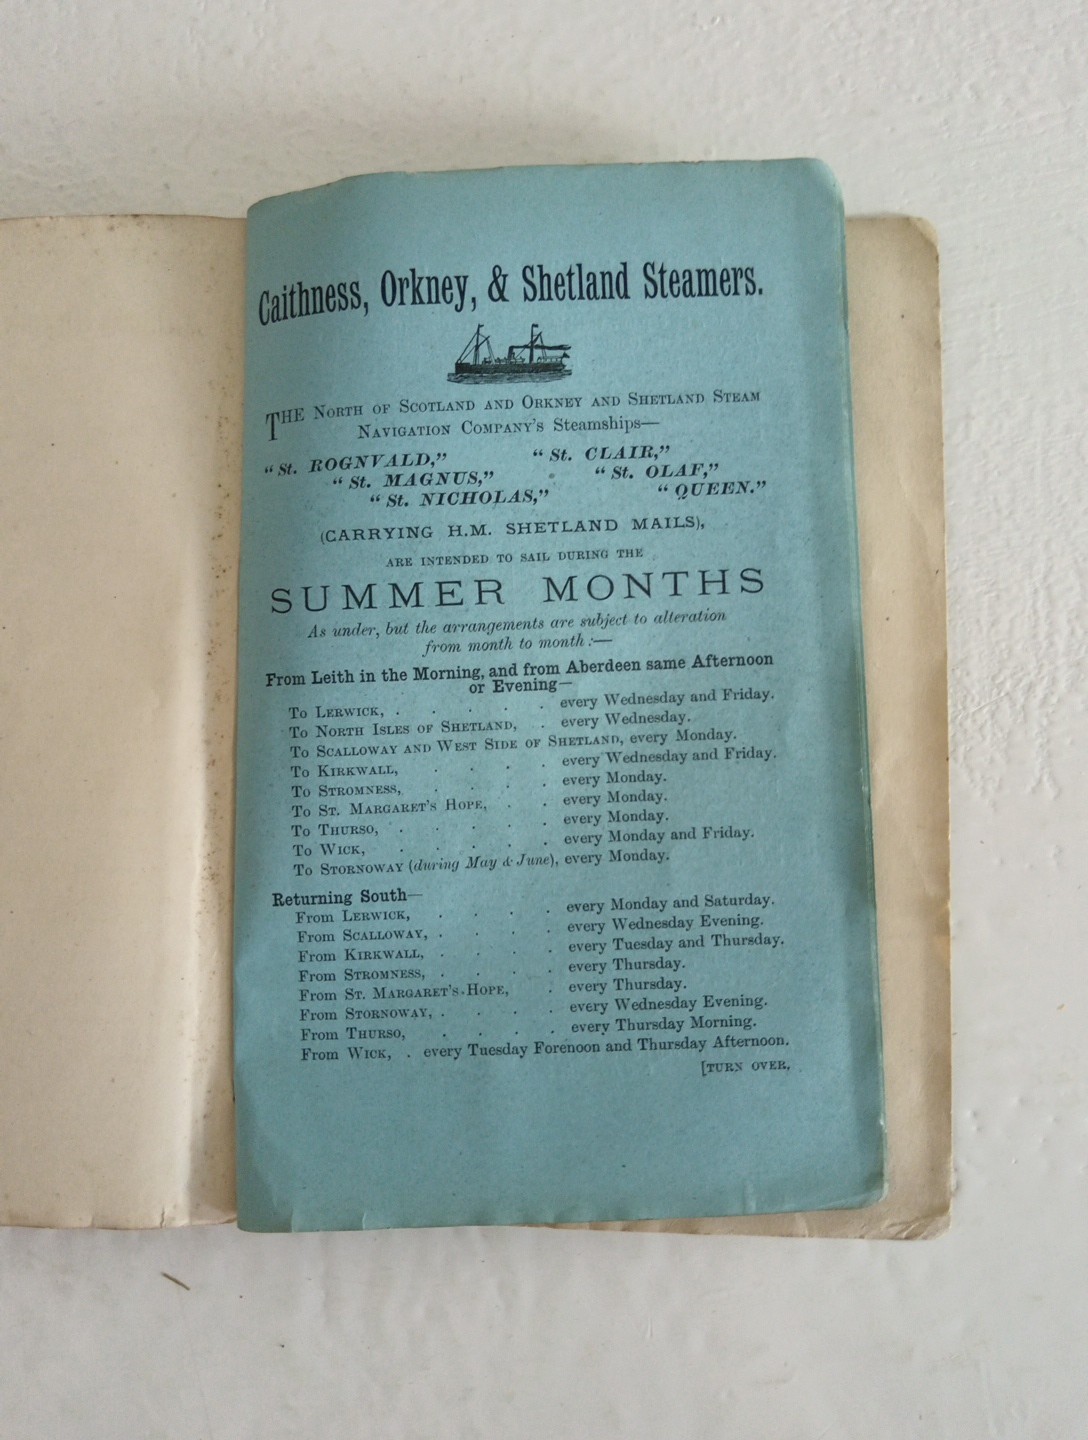 Caithness, Orkney, & Shetland Steamers.
THE NORTH OF SCOTLAND AND ORKNEY AND SHETLAND STEAM
NAVIGATION COMPANY'S Steamships—
"St. ROGNVALD," "St. CLAIR,"
"St. MAGNUS," "St. OLAF,"
"St. NICHOLAS," "QUEEN."
(CARRYING H.M. SHETLAND MAILS),
ARE INTENDED TO SAIL DURING THE
SUMMER MONTHS
As under, but the arrangements are subject to alteration
from month to month:—
From Leith in the Morning, and from Aberdeen same Afternoon
or Evening—
To LERWICK, . . . . . every Wednesday and Friday.
To NORTH ISLES OF SHETLAND, . every Wednesday.
To SCALLOWAY AND WEST SIDE OF SHETLAND, every Monday.
To KIRKWALL, . . . . every Wednesday and Friday.
To STROMNESS, . . . . every Monday.
To ST. MARGARET'S HOPE, . . every Monday.
To THURSO, . . . . . every Monday.
To WICK, . . . . . every Monday and Friday.
To STORNOWAY (during May & June), every Monday.
Returning South—
From LERWICK, . . . . every Monday and Saturday.
From SCALLOWAY, . . . . every Wednesday Evening.
From KIRKWALL, . . . . every Tuesday and Thursday.
From STROMNESS, . . . . every Thursday.
From ST. MARGARET'S HOPE, . every Thursday.
From STORNOWAY, . . . . every Wednesday Evening.
From THURSO, . . . . every Thursday Morning.
From WICK, . every Tuesday Forenoon and Thursday Afternoon.
[TURN OVER.